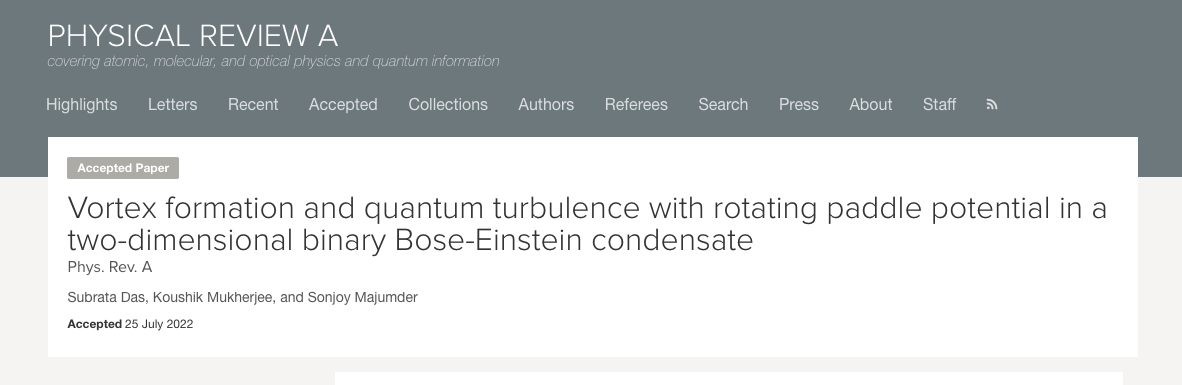 PHYSICAL REVIEW A
covering atomic, molecular, and optical physics and quantum information
Highlights Letters Recent Accepted Collections Authors Referees Search Press About Staff
Accepted Paper
Vortex formation and quantum turbulence with rotating paddle potential in a
two-dimensional binary Bose-Einstein condensate
Phys. Rev. A
Subrata Das, Koushik Mukherjee, and Sonjoy Majumder
Accepted 25 July 2022